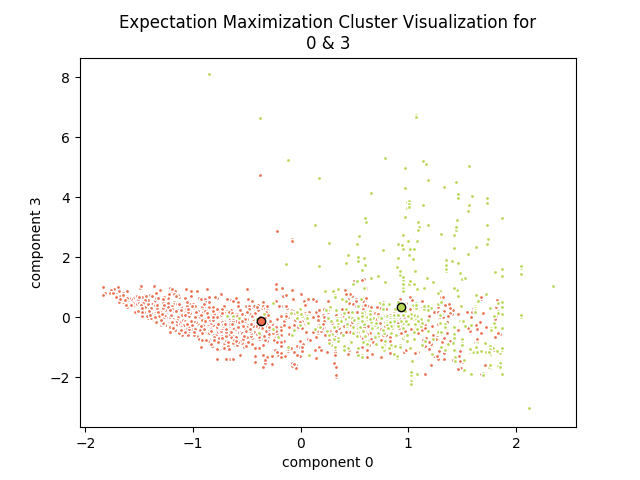 Expectation Maximization Cluster Visualization for
0 & 3
component 3
8
6
4
2
0
−2
−2
−1
0
1
2
component 0